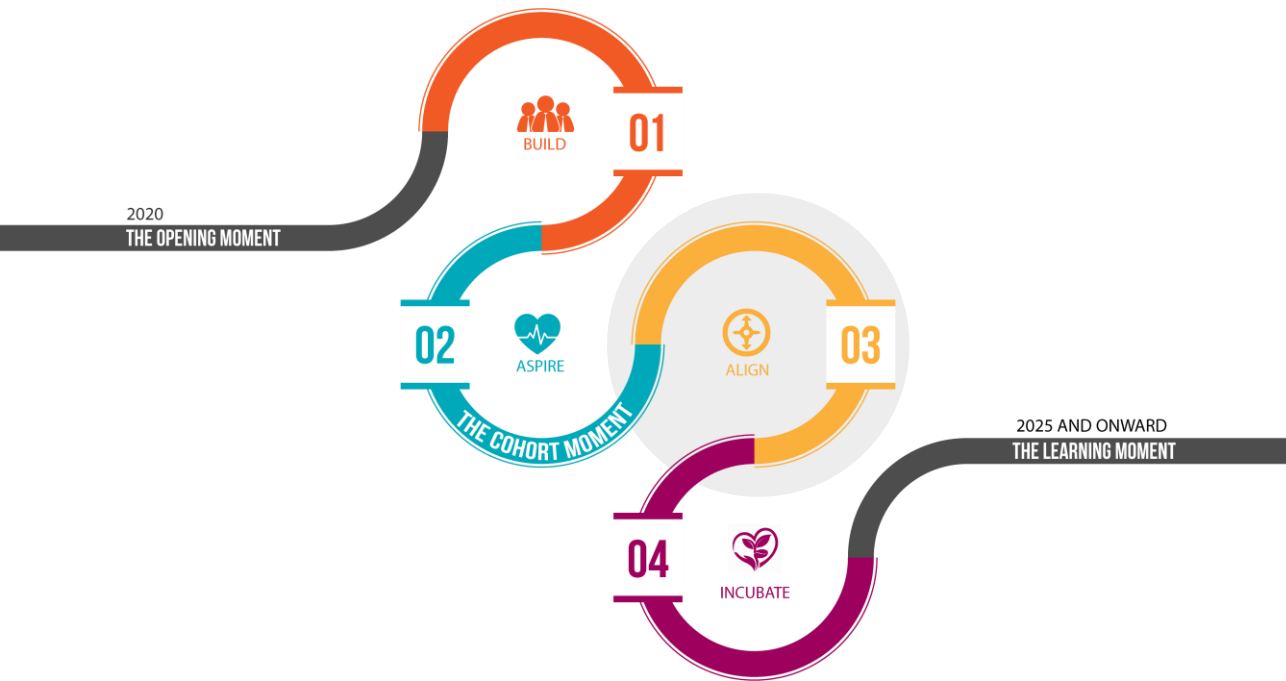 2020
THE OPENING MOMENT
BUILD
01
02
ASPIRE
THE COHORT MOMENT
ALIGN
03
04
INCUBATE
2025 AND ONWARD
THE LEARNING MOMENT